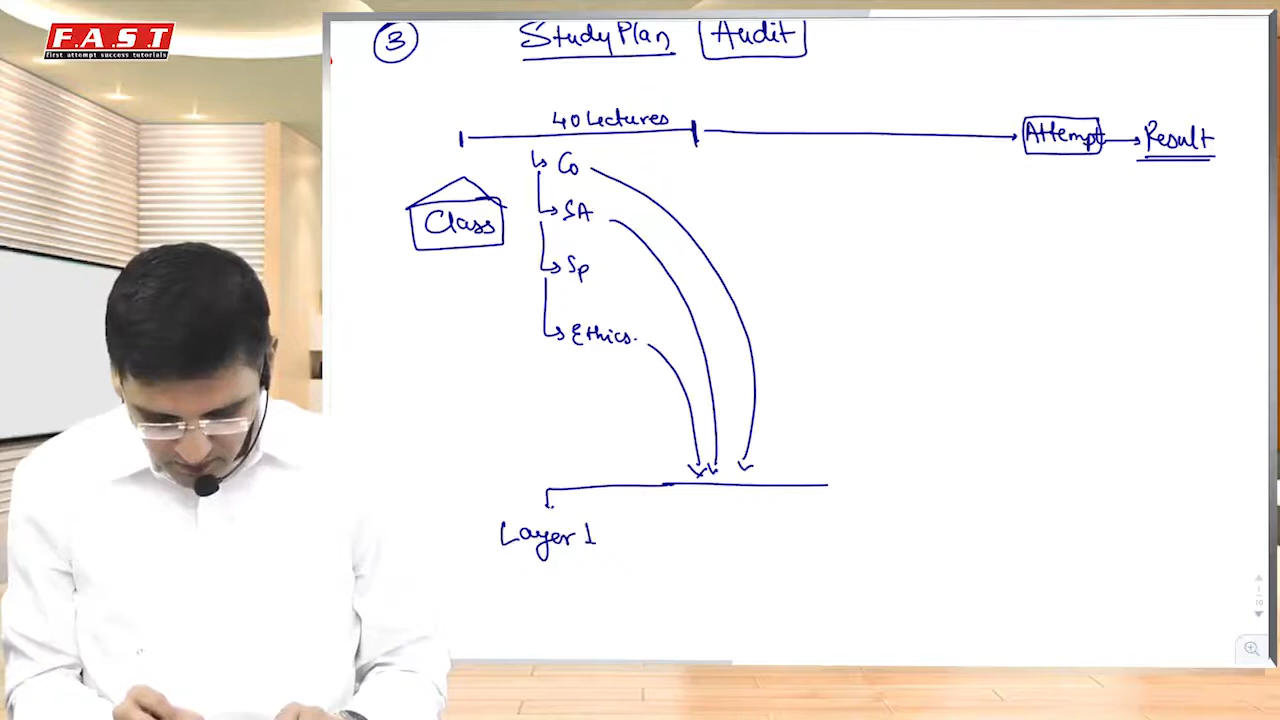 F.A.S.T
first attempt success tutorials
3 Study Plan Audit
40 Lectures
Attempt Result
Co
Class
SA
Sp
Ethics.
Layer 1